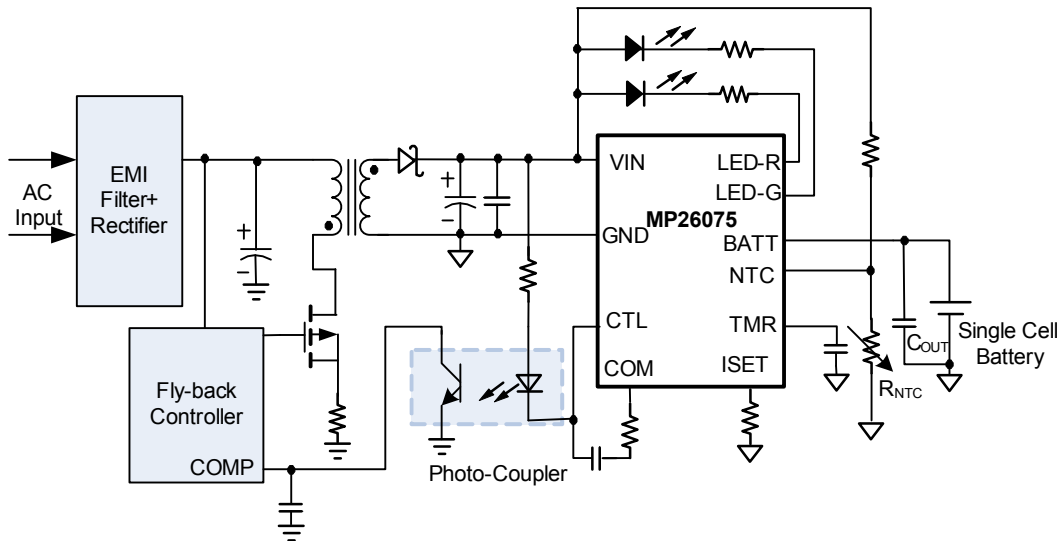 AC
Input
EMI
Filter+
Rectifier
+
−
Fly-back
Controller
COMP
Photo-Coupler
+
−
MP26075
VIN
GND
CTL
COM
LED-R
LED-G
BATT
NTC
TMR
ISET
COUT
RNTC
Single Cell
Battery